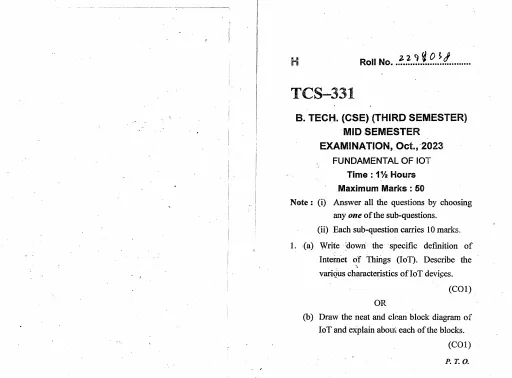 H
Roll No.
TCS–331
B. TECH. (CSE) (THIRD SEMESTER)
MID SEMESTER
EXAMINATION, Oct., 2023
FUNDAMENTAL OF IOT
Time : 1½ Hours
Maximum Marks : 50
Note : (i) Answer all the questions by choosing
any one of the sub-questions.
(ii) Each sub-question carries 10 marks.
1. (a) Write down the specific definition of
Internet of Things (IoT). Describe the
various characteristics of IoT devices.
(CO1)
OR
(b) Draw the neat and clean block diagram of
IoT and explain about each of the blocks.
(CO1)
P. T. O.